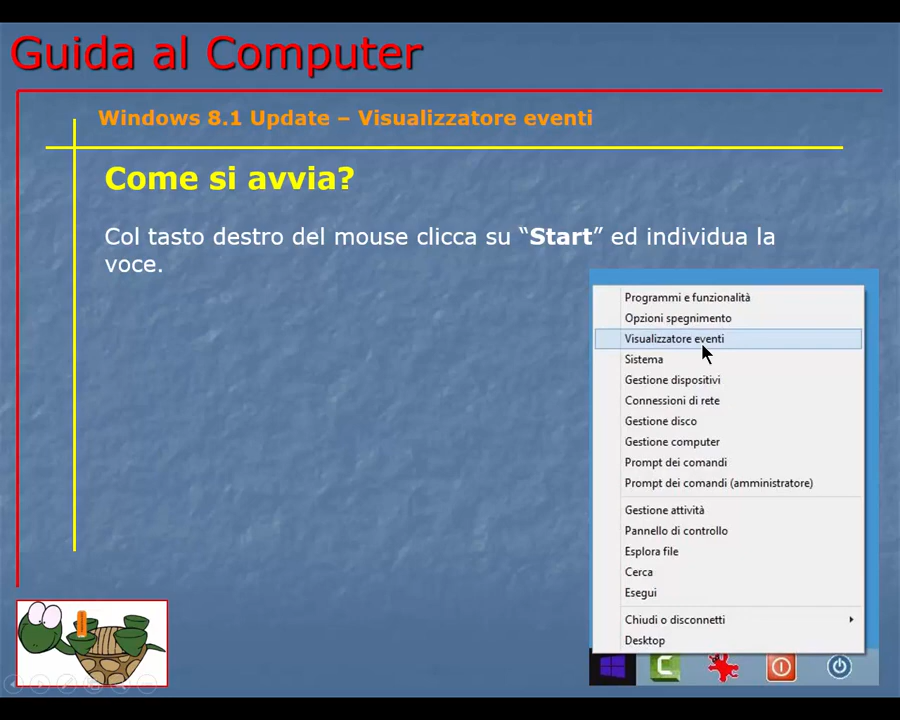 Guida al Computer
Windows 8.1 Update – Visualizzatore eventi
Come si avvia?
Col tasto destro del mouse clicca su “Start” ed individua la
voce.
Programmi e funzionalità
Opzioni spegnimento
Visualizzatore eventi
Sistema
Gestione dispositivi
Connessioni di rete
Gestione disco
Gestione computer
Prompt dei comandi
Prompt dei comandi (amministratore)
Gestione attività
Pannello di controllo
Esplora file
Cerca
Esegui
Chiudi o disconnetti
Desktop